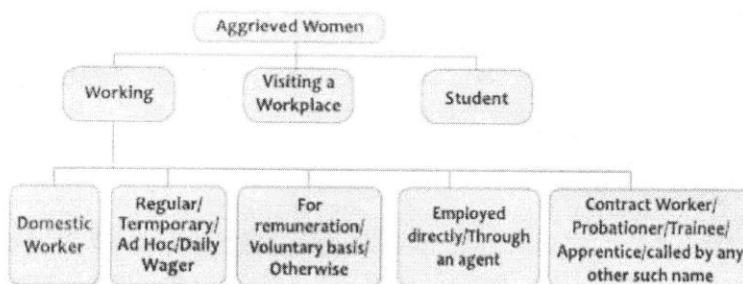 Aggrieved Women
Working
Visiting a
Workplace
Student
Domestic
Worker
Regular/
Termporary/
Ad Hoc/Daily
Wager
For
remuneration/
Voluntary basis/
Otherwise
Employed
directly/Through
an agent
Contract Worker/
Probationer/Trainee/
Apprentice/called by any
other such name